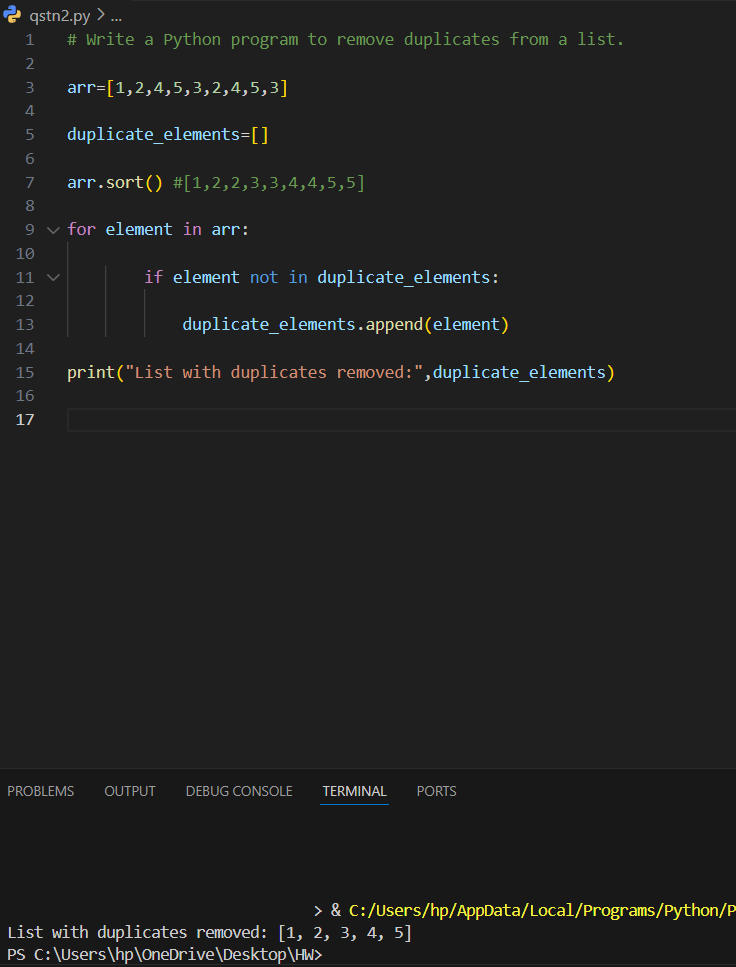 qstn2.py > ...
1 # Write a Python program to remove duplicates from a list.
2
3 arr=[1,2,4,5,3,2,4,5,3]
4
5 duplicate_elements=[]
6
7 arr.sort() #[1,2,2,3,3,4,4,5,5]
8
9 for element in arr:
10
11         if element not in duplicate_elements:
12
13             duplicate_elements.append(element)
14
15 print("List with duplicates removed:",duplicate_elements)
16
17
PROBLEMS OUTPUT DEBUG CONSOLE TERMINAL PORTS
> & C:/Users/hp/AppData/Local/Programs/Python/P
List with duplicates removed: [1, 2, 3, 4, 5]
PS C:\Users\hp\OneDrive\Desktop\HW>